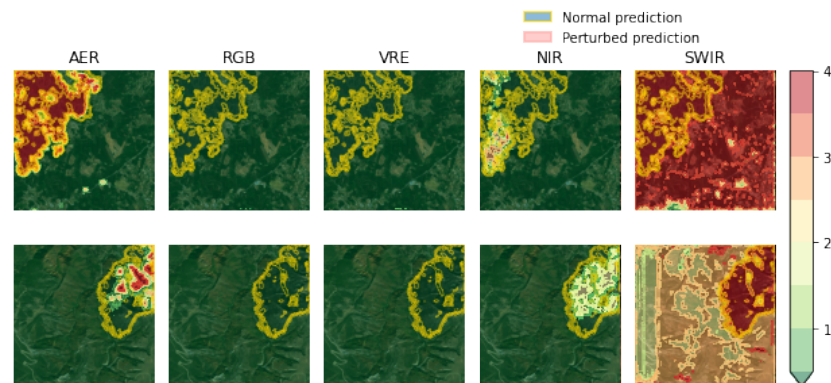 Normal prediction
Perturbed prediction
AER RGB VRE NIR SWIR
4
3
2
1